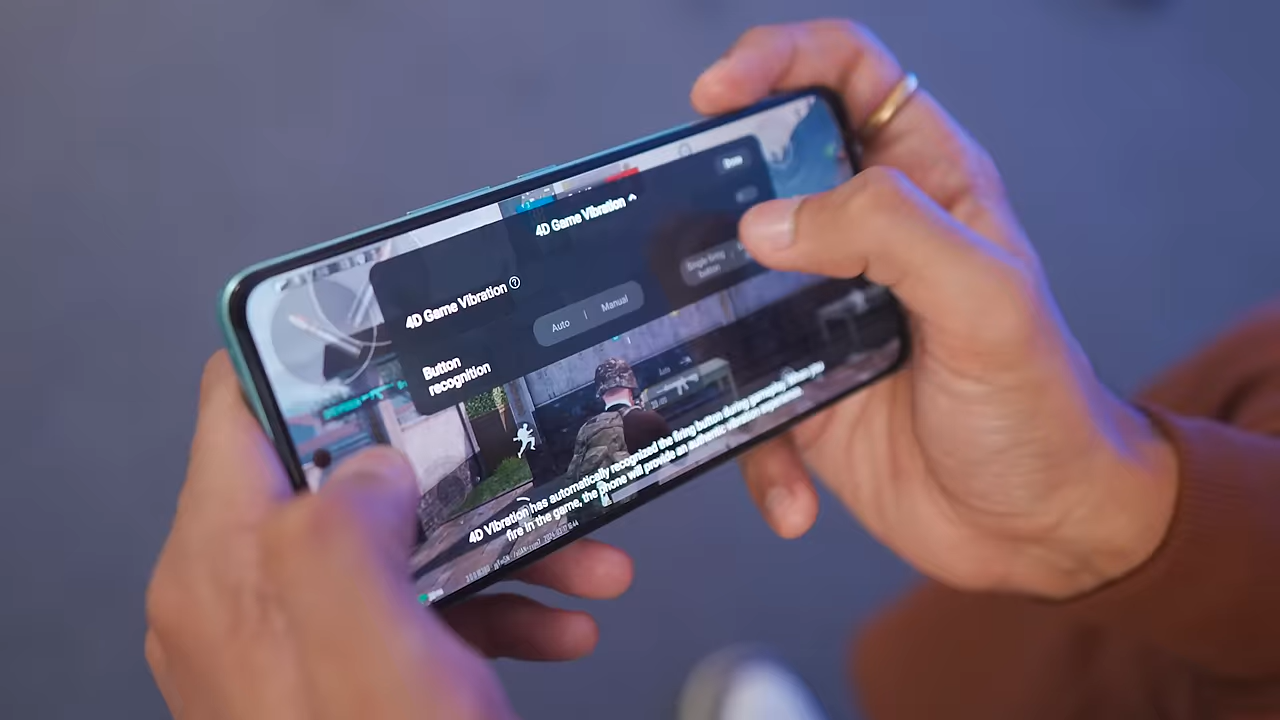 Done
4D Game Vibration
4D Game Vibration
Auto | Manual
Single firing
button
Button
recognition
4D Vibration has automatically recognized the firing button during gameplay. When you
fire in the game, the phone will provide an authentic vibration experience.